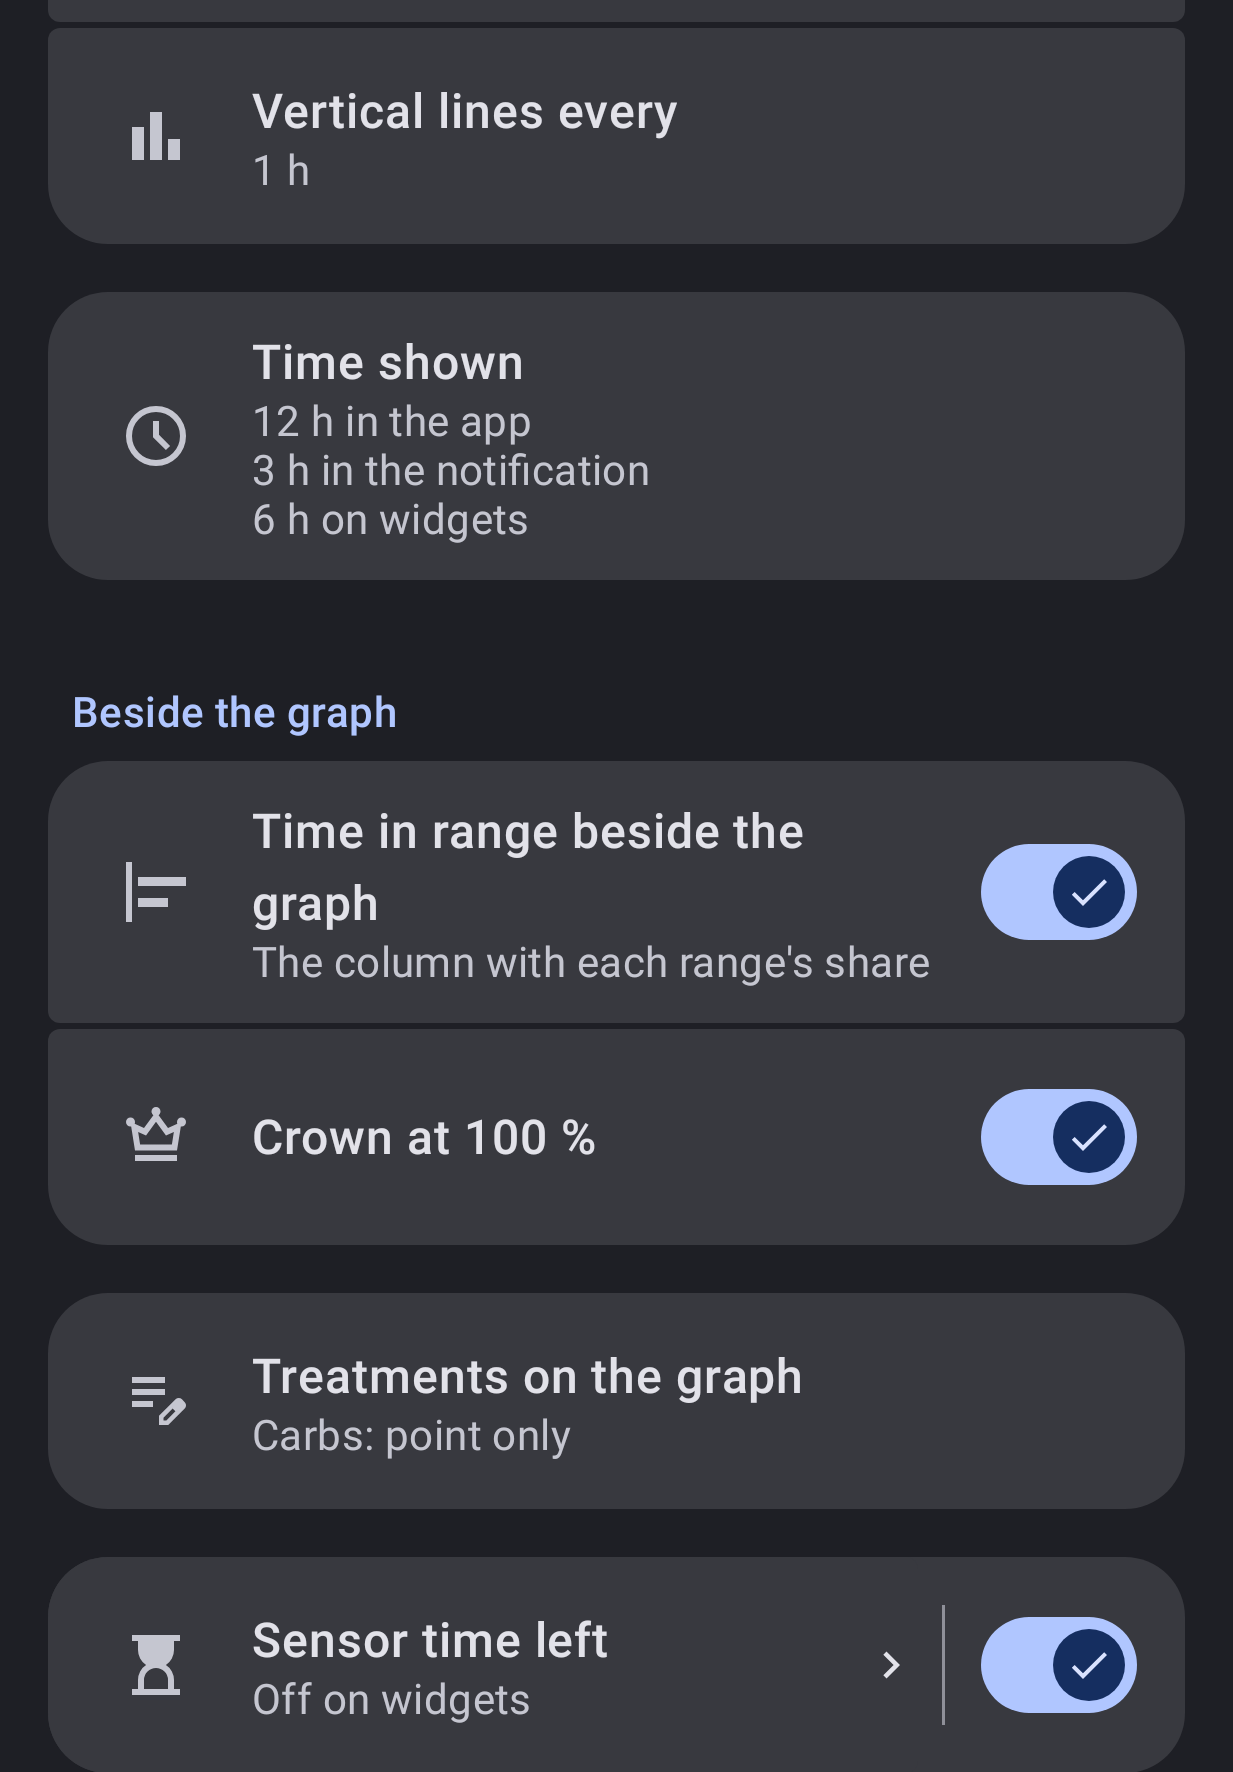 Vertical lines every
1 h
Time shown
12 h in the app
3 h in the notification
6 h on widgets
Beside the graph
Time in range beside the
graph
The column with each range's share
Crown at 100 %
Treatments on the graph
Carbs: point only
Sensor time left
Off on widgets